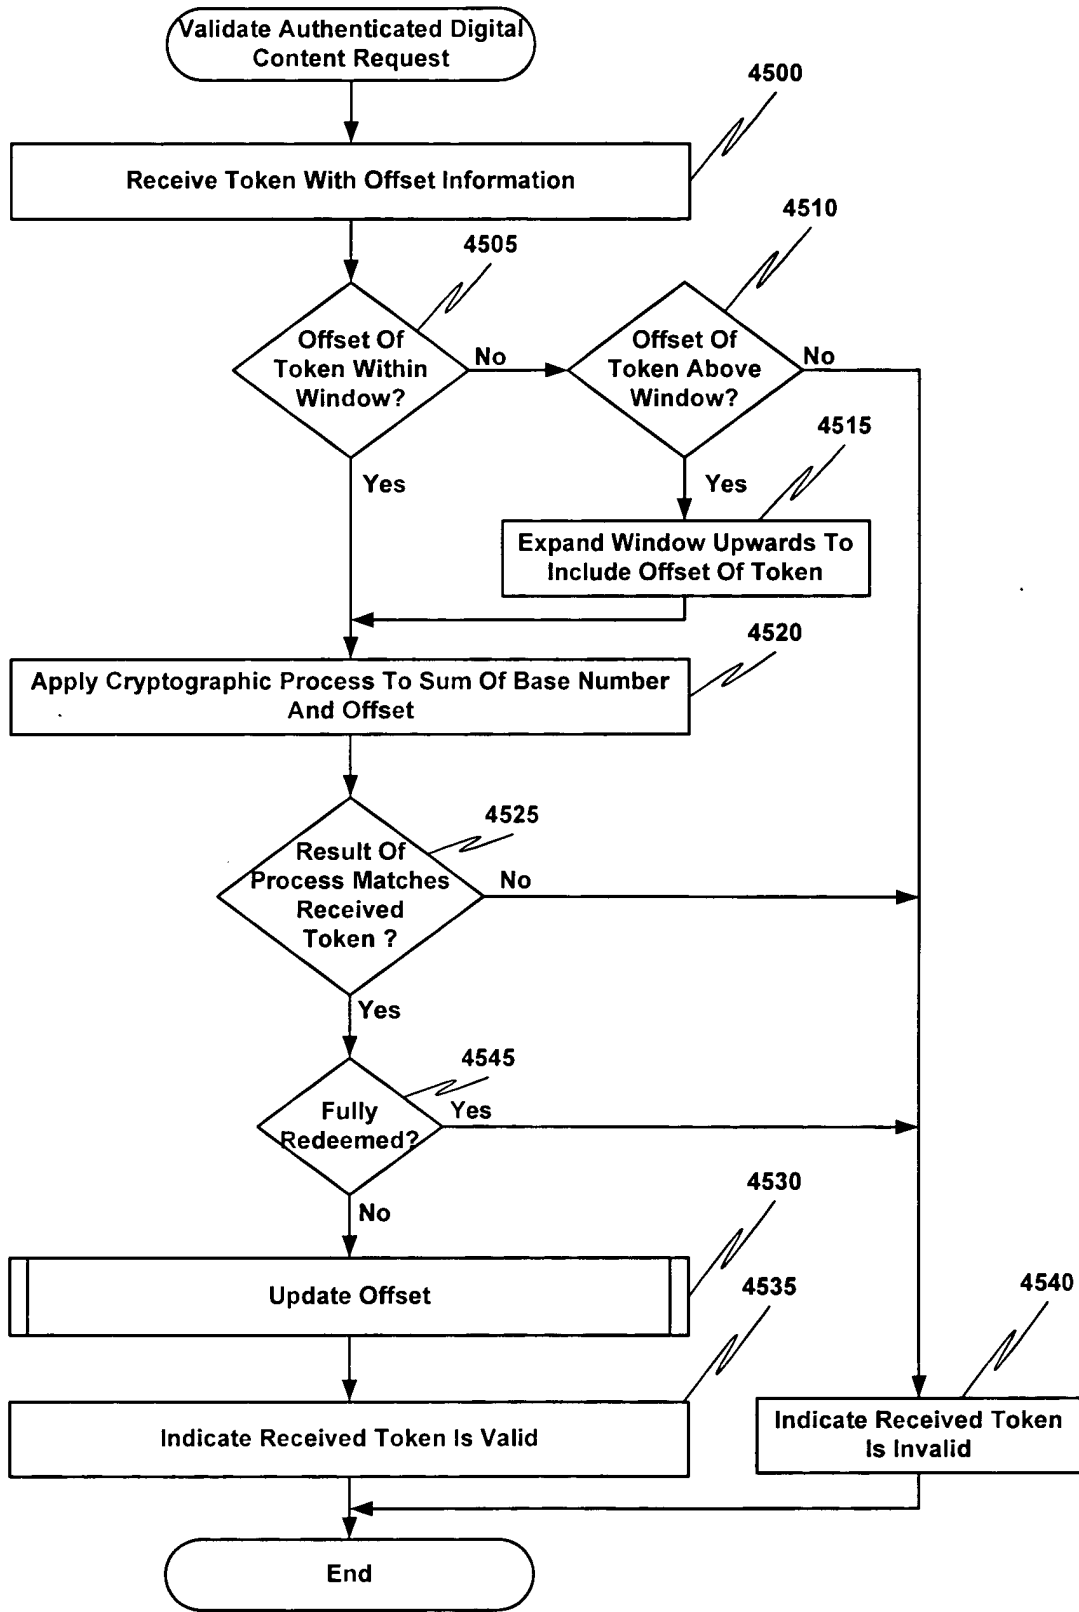 Validate Authenticated Digital
Content Request
4500
Receive Token With Offset Information
4510
4505
Offset Of
Token Within
Window?
No
Offset Of
Token Above
Window?
No
4515
Yes
Yes
Expand Window Upwards To
Include Offset Of Token
4520
Apply Cryptographic Process To Sum Of Base Number
And Offset
4525
Result Of
Process Matches
Received
Token ?
No
Yes
4545
Fully
Redeemed?
Yes
No
4530
Update Offset
4535
4540
Indicate Received Token Is Valid
Indicate Received Token
Is Invalid
End